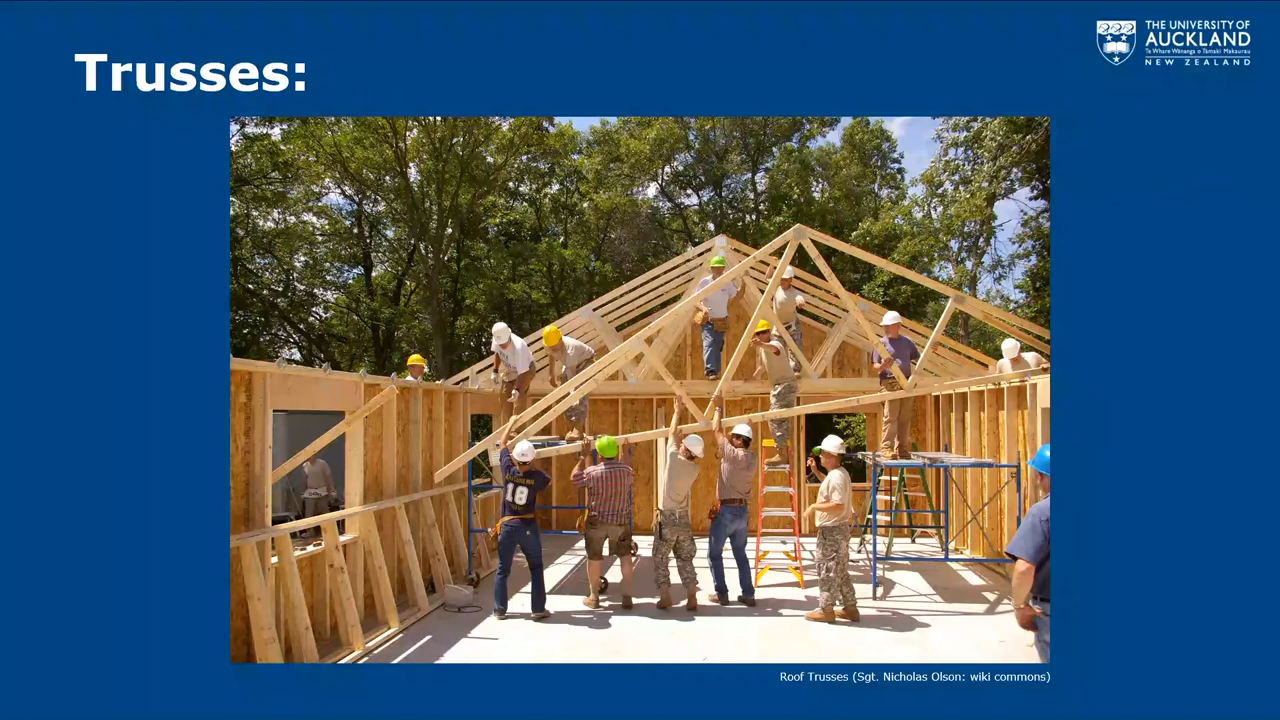 THE UNIVERSITY OF
AUCKLAND
Te Whare Wānanga o Tāmaki Makaurau
NEW ZEALAND
Trusses:
18
Roof Trusses (Sgt. Nicholas Olson: wiki commons)